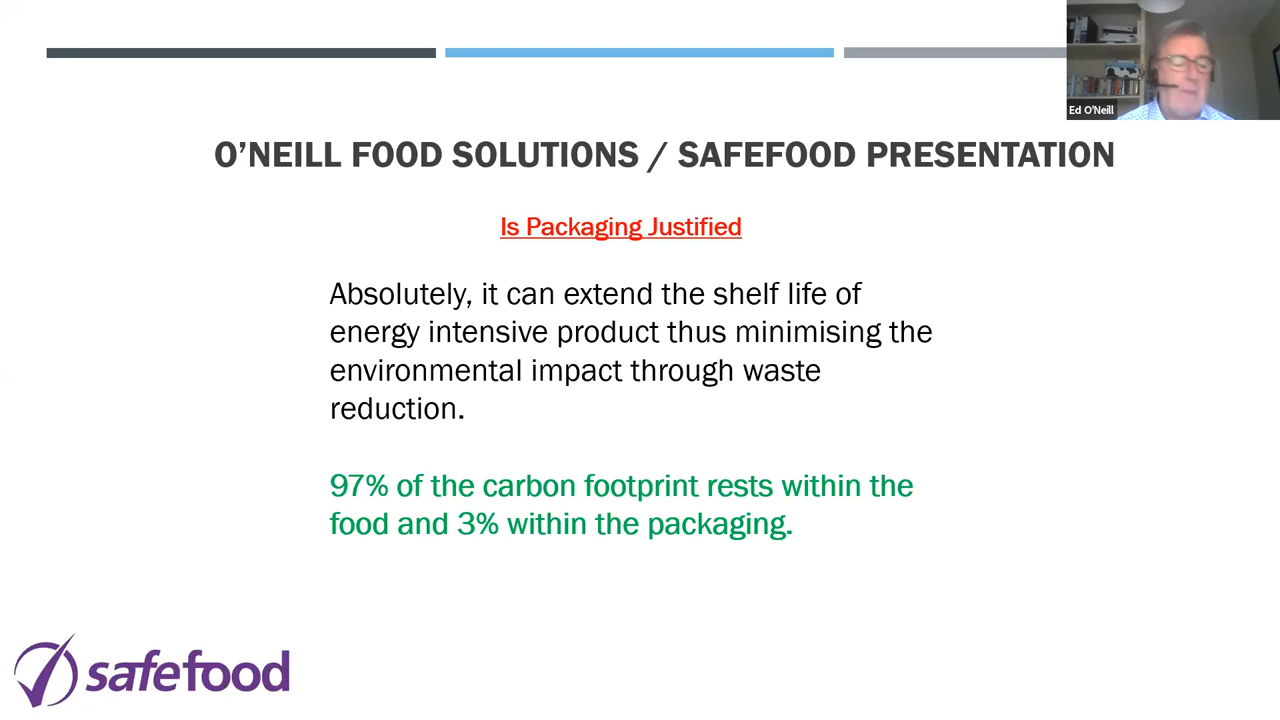 Ed O'Neill
O’NEILL FOOD SOLUTIONS / SAFEFOOD PRESENTATION
Is Packaging Justified
Absolutely, it can extend the shelf life of
energy intensive product thus minimising the
environmental impact through waste
reduction.
97% of the carbon footprint rests within the
food and 3% within the packaging.
safefood